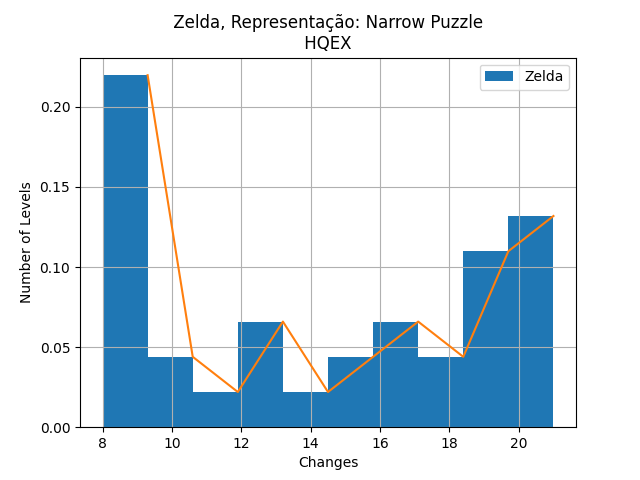 Zelda, Representação: Narrow Puzzle
HQEX
Zelda
Number of Levels
0.20
0.15
0.10
0.05
0.00
8 10 12 14 16 18 20
Changes